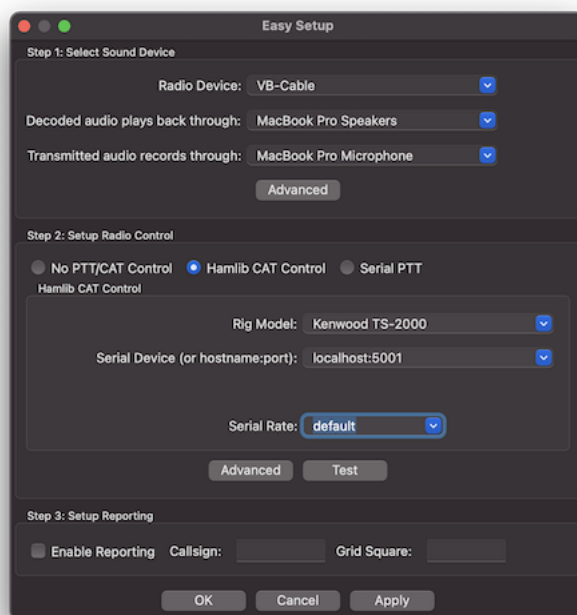 Easy Setup
Step 1: Select Sound Device
Radio Device: VB-Cable
Decoded audio plays back through: MacBook Pro Speakers
Transmitted audio records through: MacBook Pro Microphone
Advanced
Step 2: Setup Radio Control
No PTT/CAT Control Hamlib CAT Control Serial PTT
Hamlib CAT Control
Rig Model: Kenwood TS-2000
Serial Device (or hostname:port): localhost:5001
Serial Rate: default
Advanced Test
Step 3: Setup Reporting
Enable Reporting Callsign: Grid Square:
OK Cancel Apply